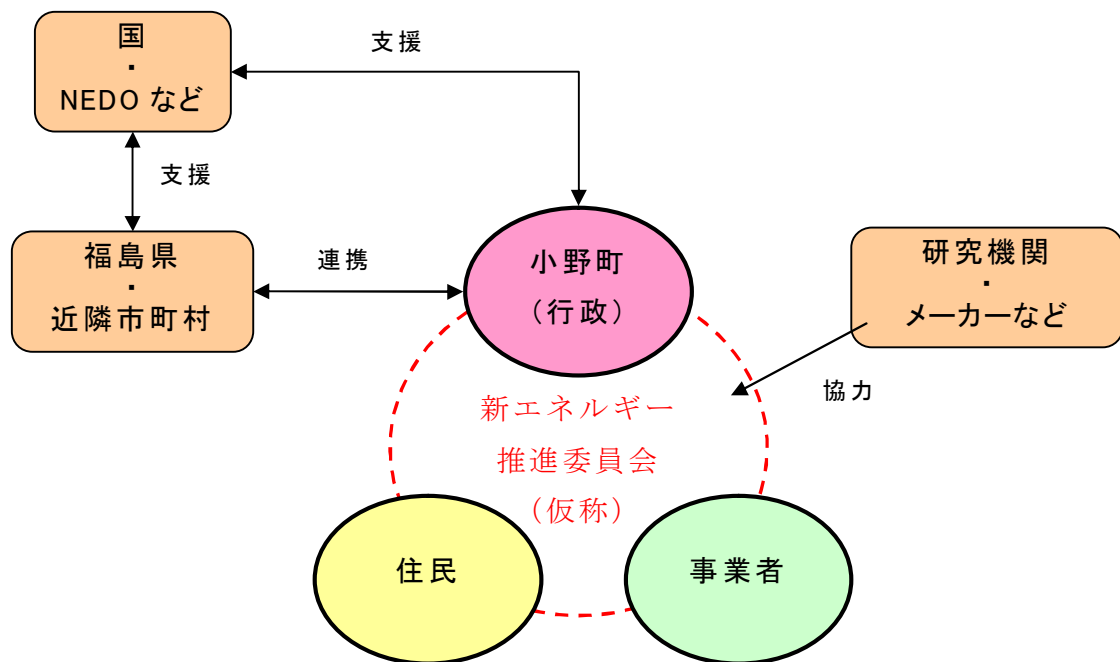 国
・
NEDO など
支援
支援
福島県
・
近隣市町村
連携
小野町
（行政）
研究機関
・
メーカーなど
協力
新エネルギー
推進委員会
（仮称）
住民
事業者